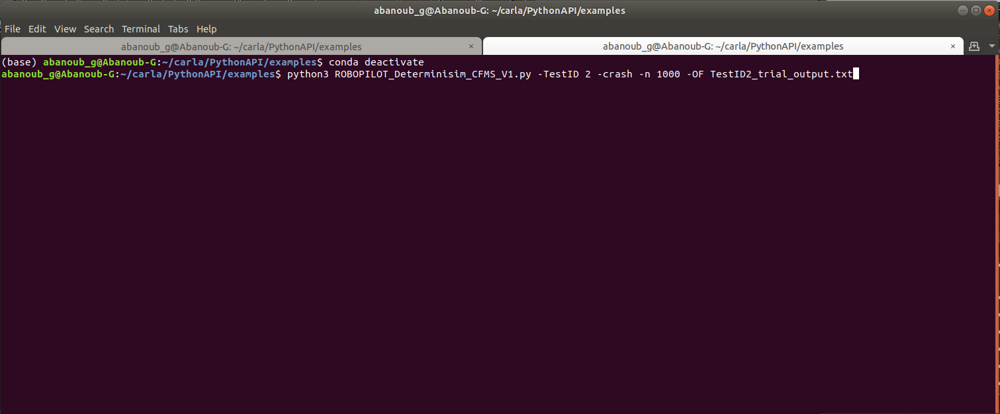 abanoub_g@Abanoub-G: ~/carla/PythonAPI/examples
File Edit View Search Terminal Tabs Help
abanoub_g@Abanoub-G: ~/carla/PythonAPI/examples × abanoub_g@Abanoub-G: ~/carla/PythonAPI/examples ×
(base) abanoub_g@Abanoub-G:~/carla/PythonAPI/examples$ conda deactivate
abanoub_g@Abanoub-G:~/carla/PythonAPI/examples$ python3 ROBOPILOT_Determinisim_CFMS_V1.py -TestID 2 -crash -n 1000 -OF TestID2_trial_output.txt